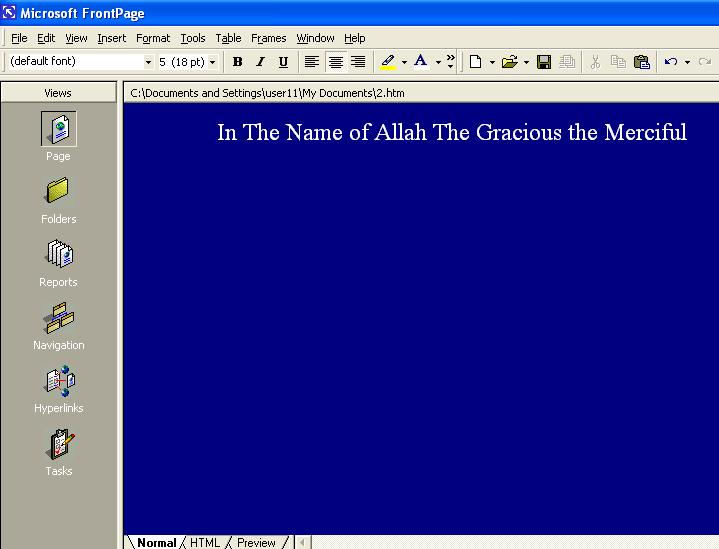 Microsoft FrontPage
File Edit View Insert Format Tools Table Frames Window Help
(default font) 5 (18 pt) B I U A
Views
C:\Documents and Settings\user11\My Documents\2.htm
In The Name of Allah The Gracious the Merciful
Page
Folders
Reports
Navigation
Hyperlinks
Tasks
Normal HTML Preview